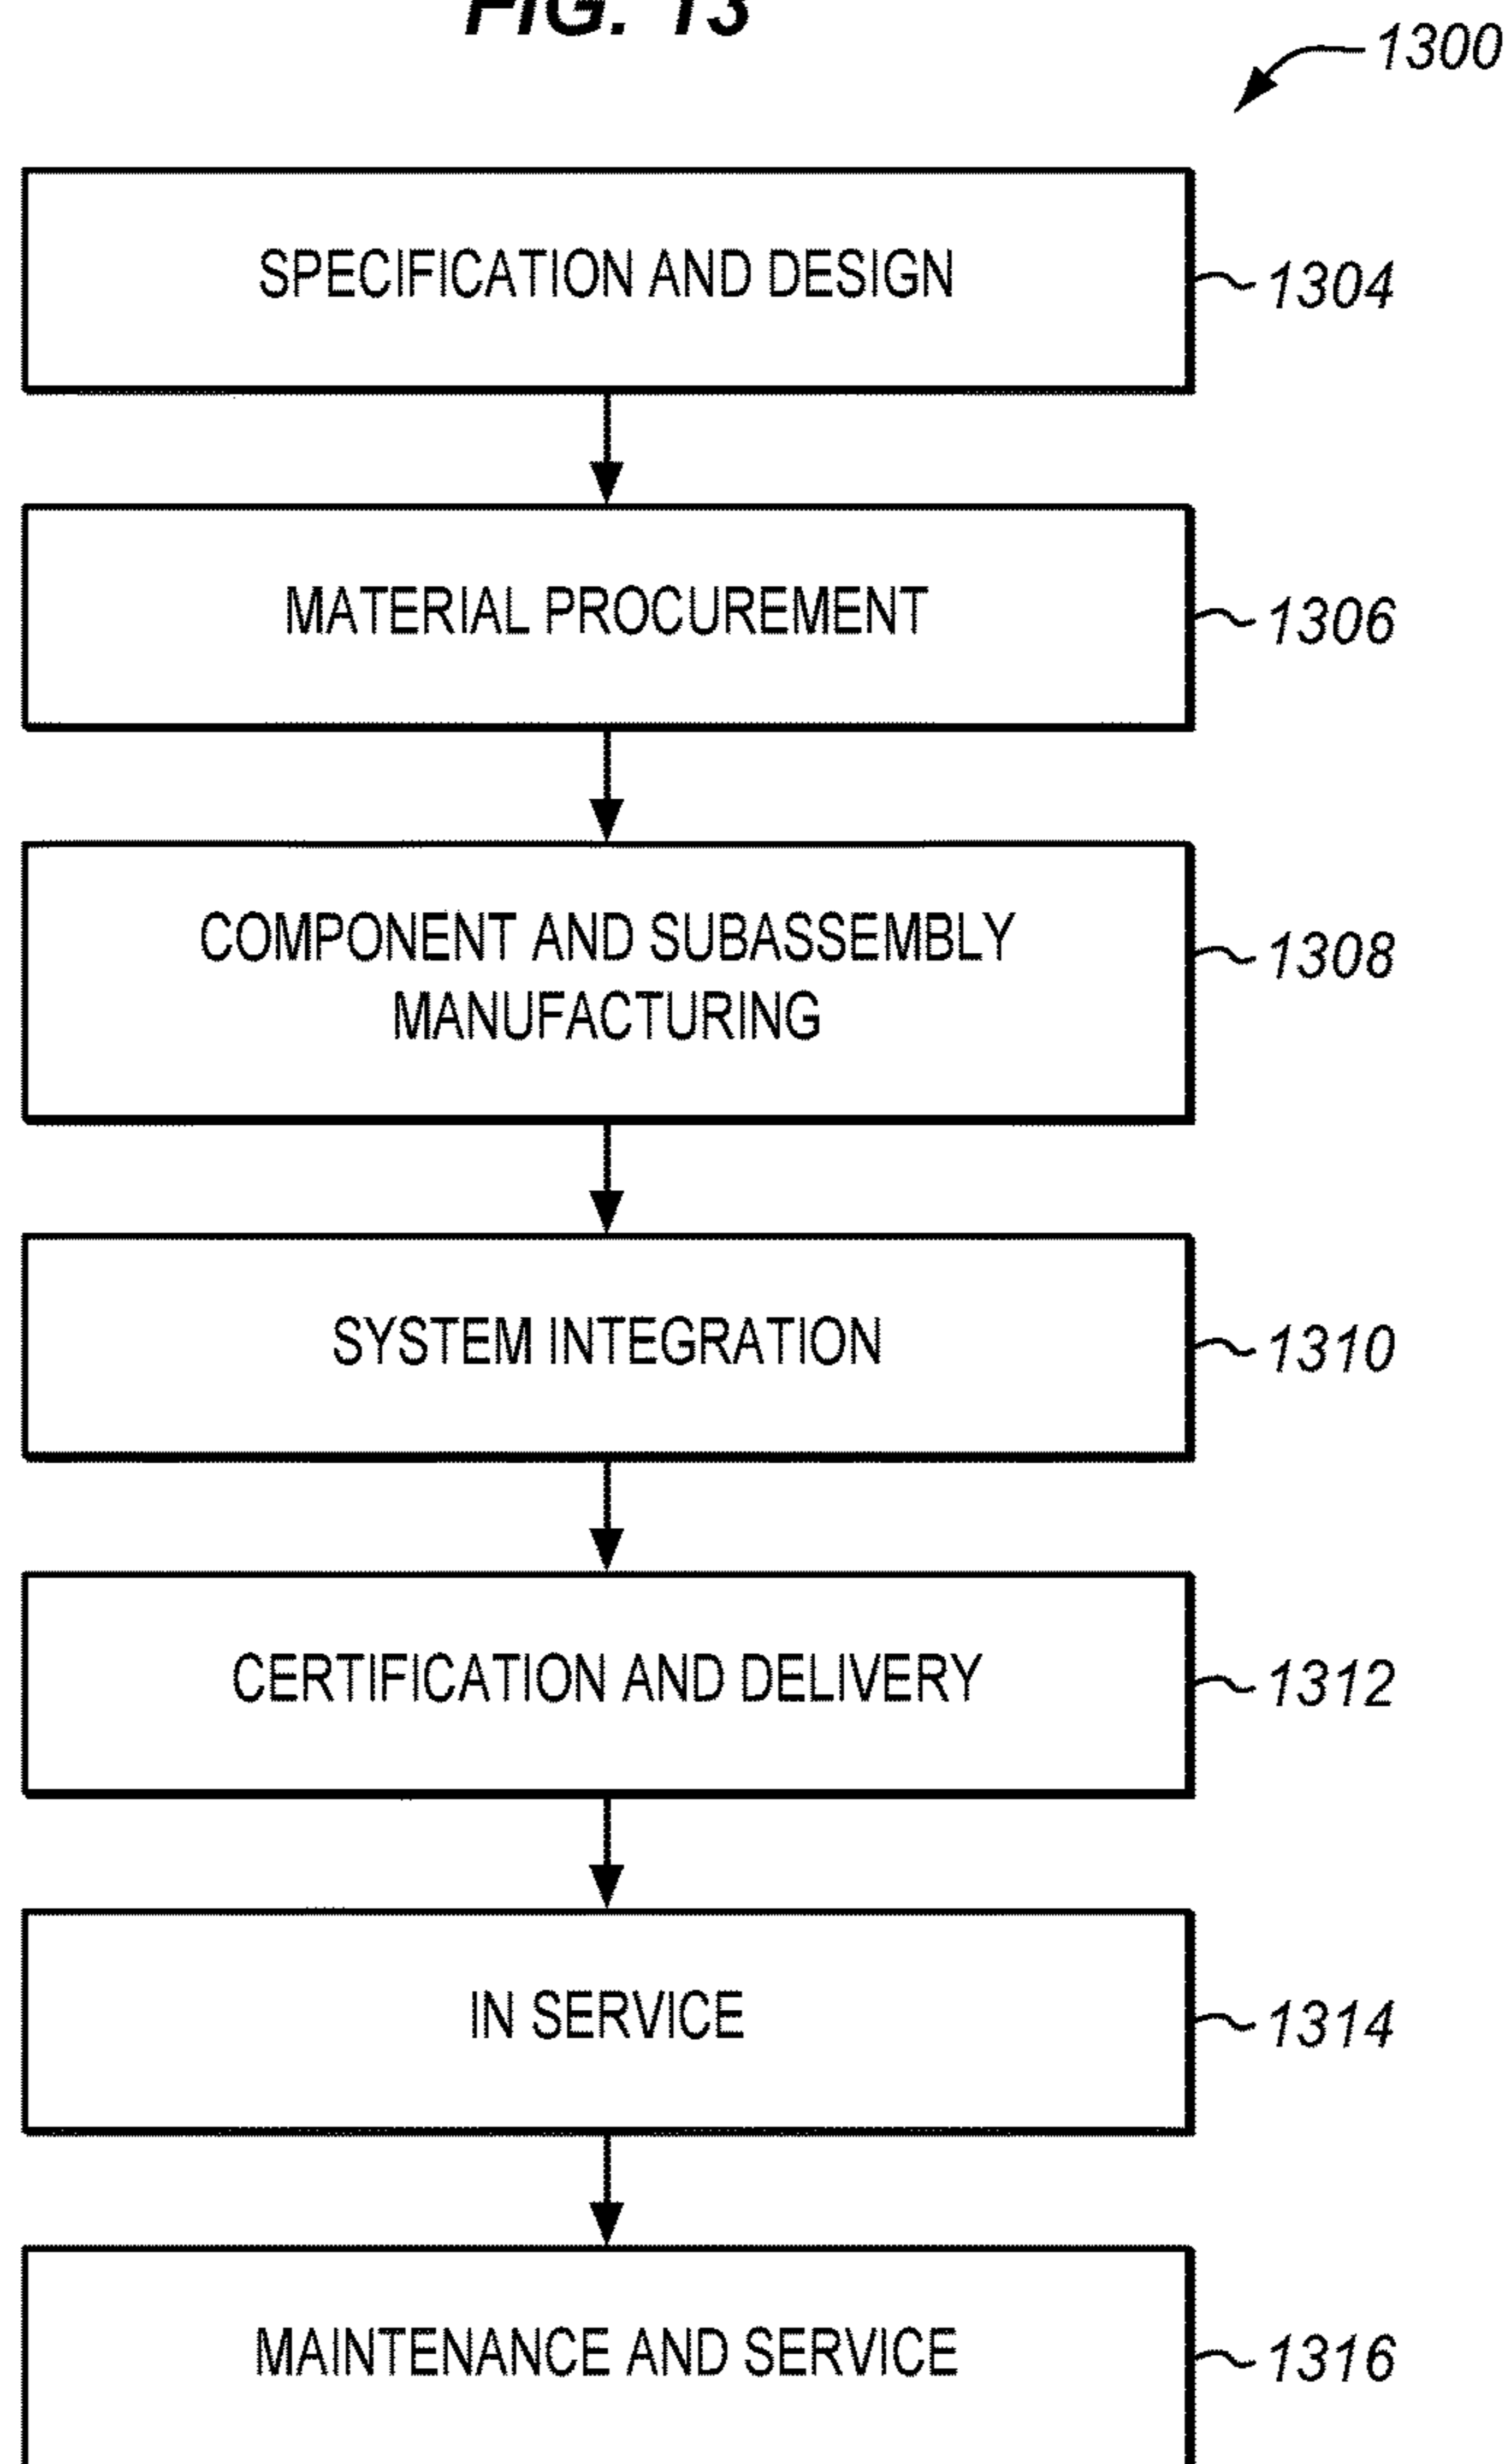 FIG. 13
1300
SPECIFICATION AND DESIGN
1304
MATERIAL PROCUREMENT
1306
COMPONENT AND SUBASSEMBLY
MANUFACTURING
1308
SYSTEM INTEGRATION
1310
CERTIFICATION AND DELIVERY
1312
IN SERVICE
1314
MAINTENANCE AND SERVICE
1316